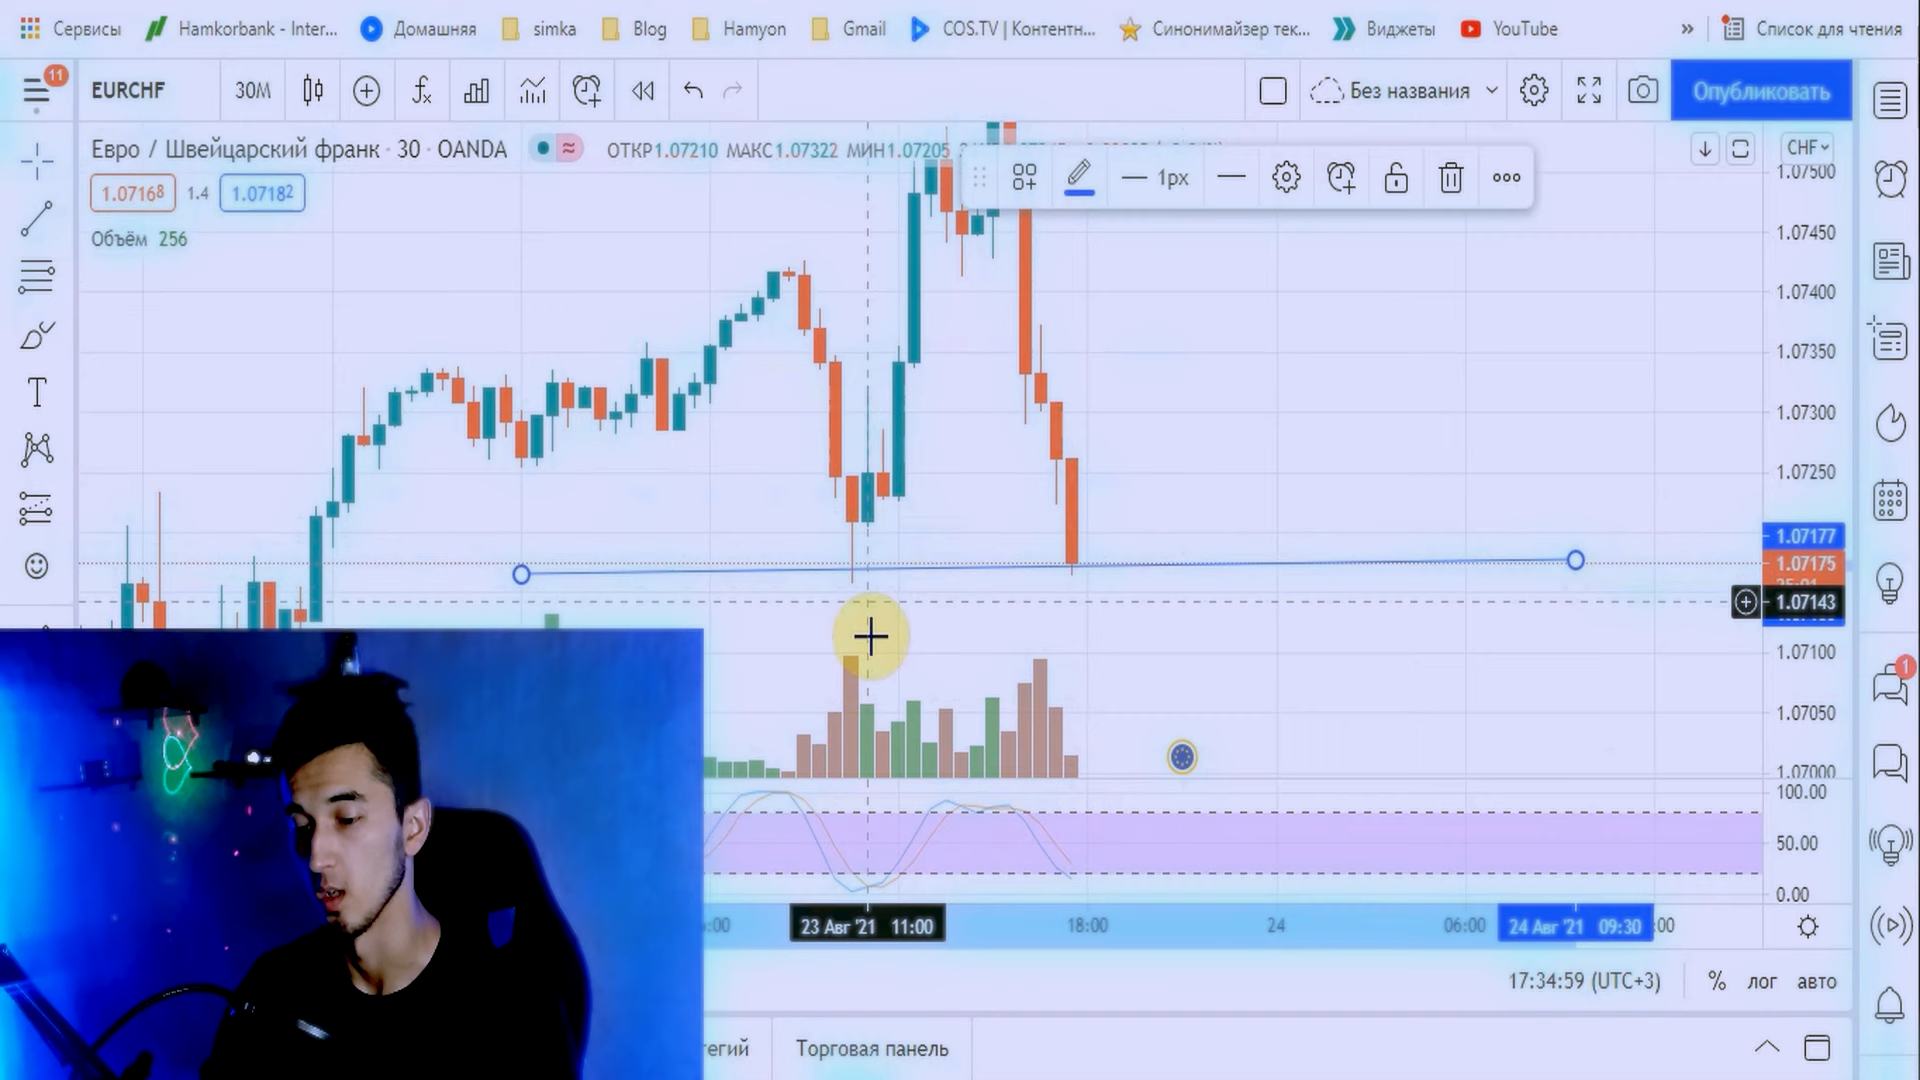 Сервисы
Hamkorbank - Inter...
Домашняя
simka
Blog
Hamyon
Gmail
COS.TV | Контентн...
Синонимайзер тек...
Виджеты
YouTube
»
Список для чтения
11
EURCHF
30М
Без названия
Опубликовать
Евро / Швейцарский франк · 30 · OANDA
ОТКР1.07210 МАКС1.07322 МИН1.07205
CHF
1.07168
1.4
1.07182
1px
Объём 256
1.07500
1.07450
1.07400
1.07350
1.07300
1.07250
1.07177
1.07175
1.07143
1.07100
1.07050
1.07000
1
100.00
50.00
0.00
:00
23 Авг '21 11:00
18:00
24
06:00
24 Авг '21 09:30
:00
17:34:59 (UTC+3)
%
лог
авто
Торговая панель